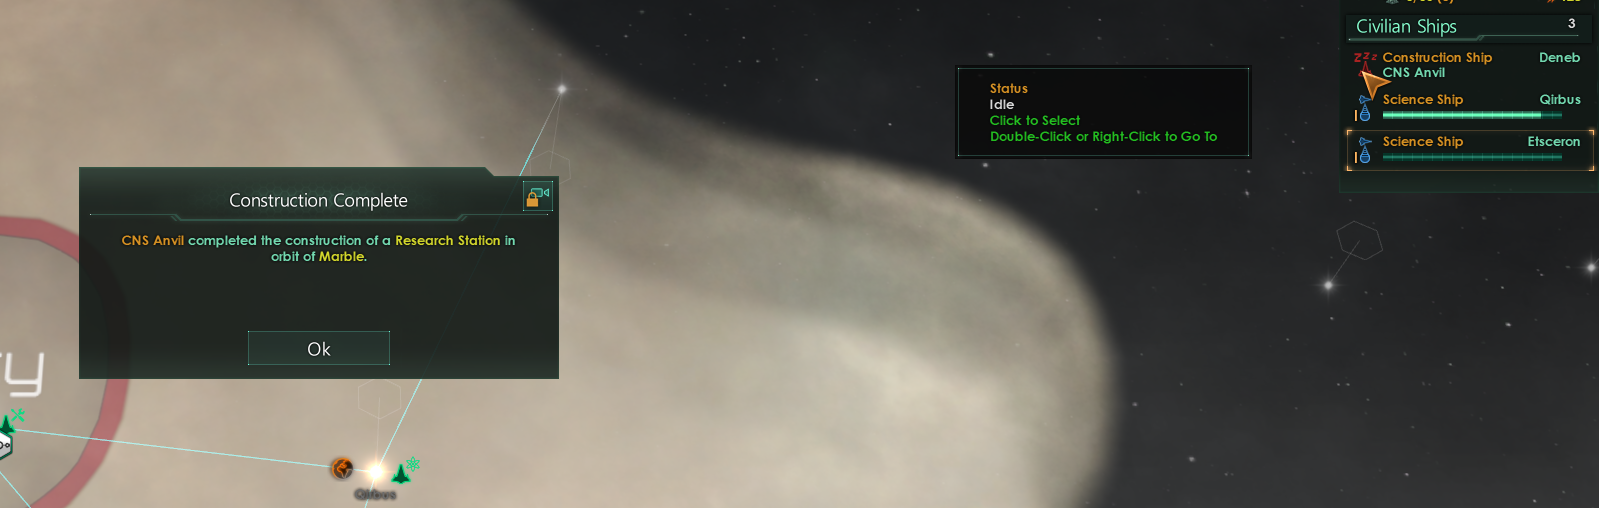 Civilian Ships
3
Construction Ship
Deneb
CNS Anvil
Science Ship
Qirbus
Science Ship
Etsceron
Status
Idle
Click to Select
Double-Click or Right-Click to Go To
Construction Complete
CNS Anvil completed the construction of a Research Station in
orbit of Marble.
Ok
ry
Qirbus